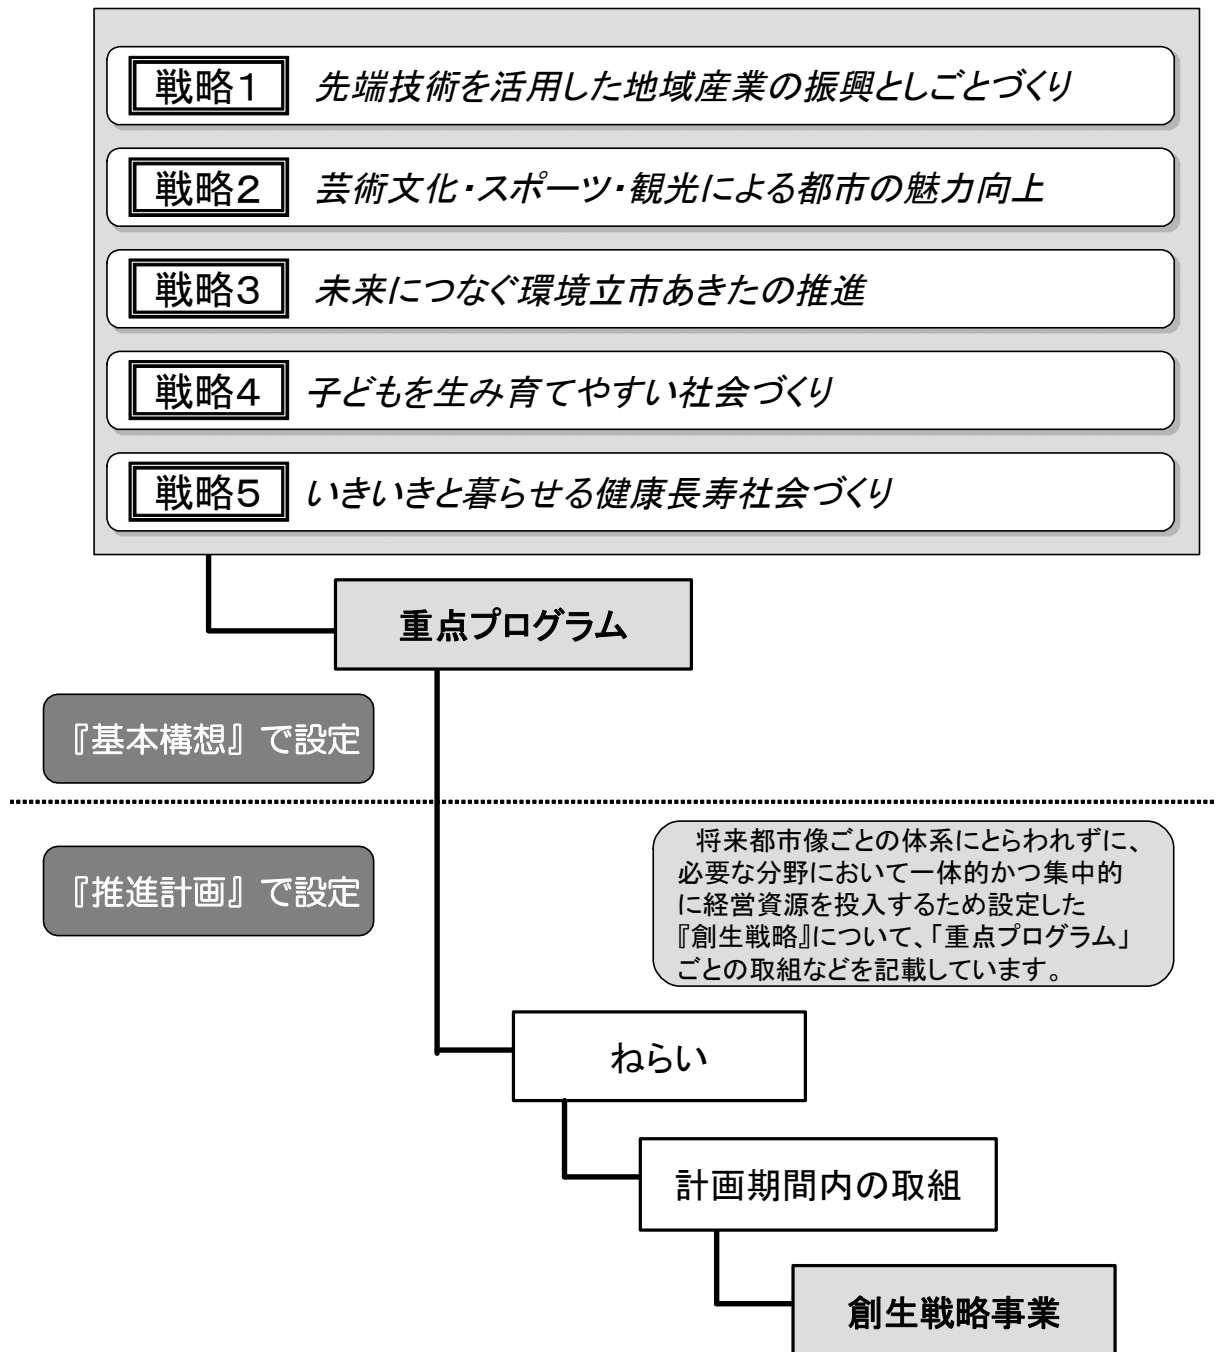 戦略1 先端技術を活用した地域産業の振興としごとづくり
戦略2 芸術文化・スポーツ・観光による都市の魅力向上
戦略3 未来につなぐ環境立市あきたの推進
戦略4 子どもを生み育てやすい社会づくり
戦略5 いきいきと暮らせる健康長寿社会づくり
重点プログラム
『基本構想』で設定
『推進計画』で設定
将来都市像ごとの体系にとらわれずに、
必要な分野において一体的かつ集中的
に経営資源を投入するため設定した
『創生戦略』について、「重点プログラム」
ごとの取組などを記載しています。
ねらい
計画期間内の取組
創生戦略事業